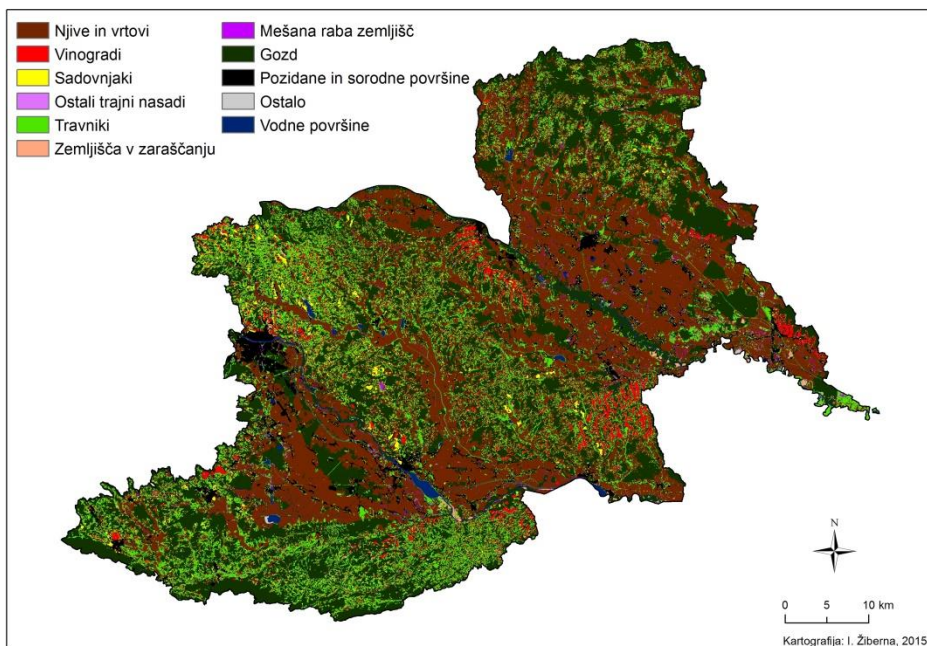 Njive in vrtovi
Vinogradi
Sadovnjaki
Ostali trajni nasadi
Travniki
Zemljišča v zaraščanju
Mešana raba zemljišč
Gozd
Pozidane in sorodne površine
Ostalo
Vodne površine
N
0 5 10 km
Kartografija: I. Žiberna, 2015